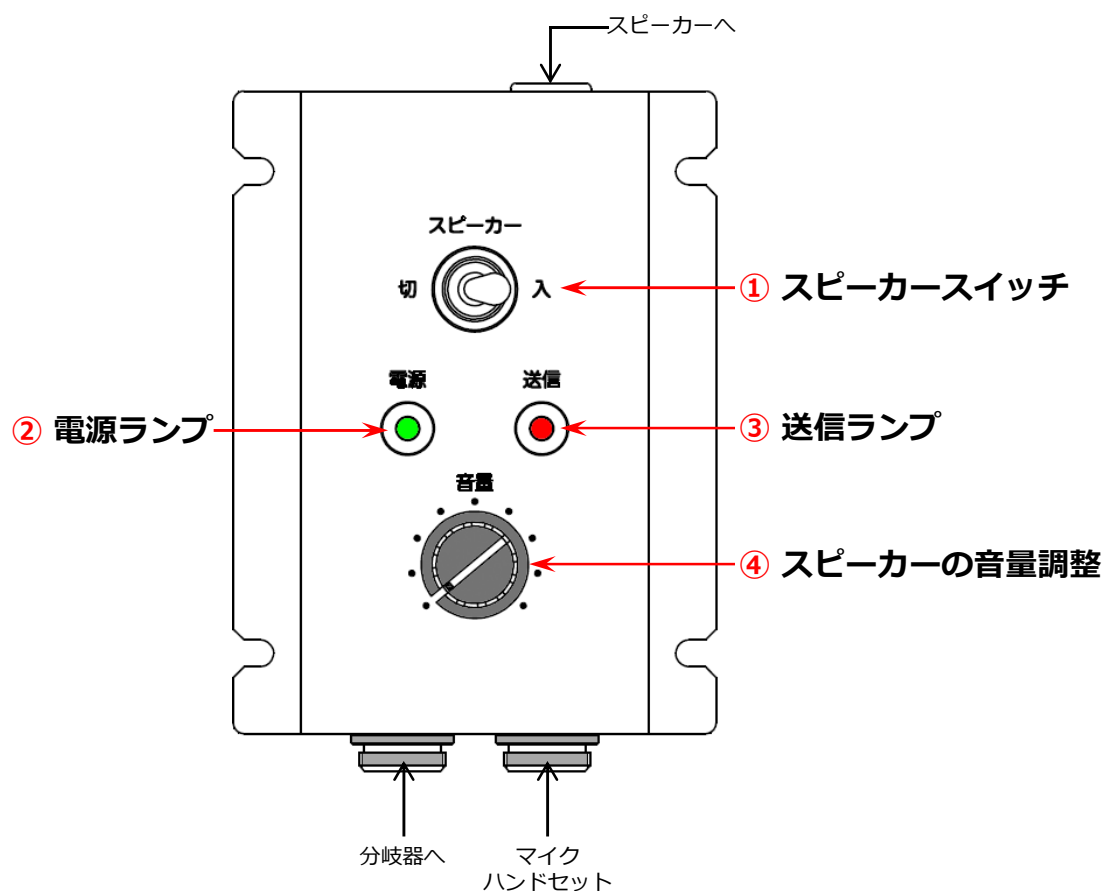 スピーカーへ
スピーカー
切
入
① スピーカースイッチ
電源
送信
② 電源ランプ
③ 送信ランプ
音量
④ スピーカーの音量調整
分岐器へ
マイク
ハンドセット